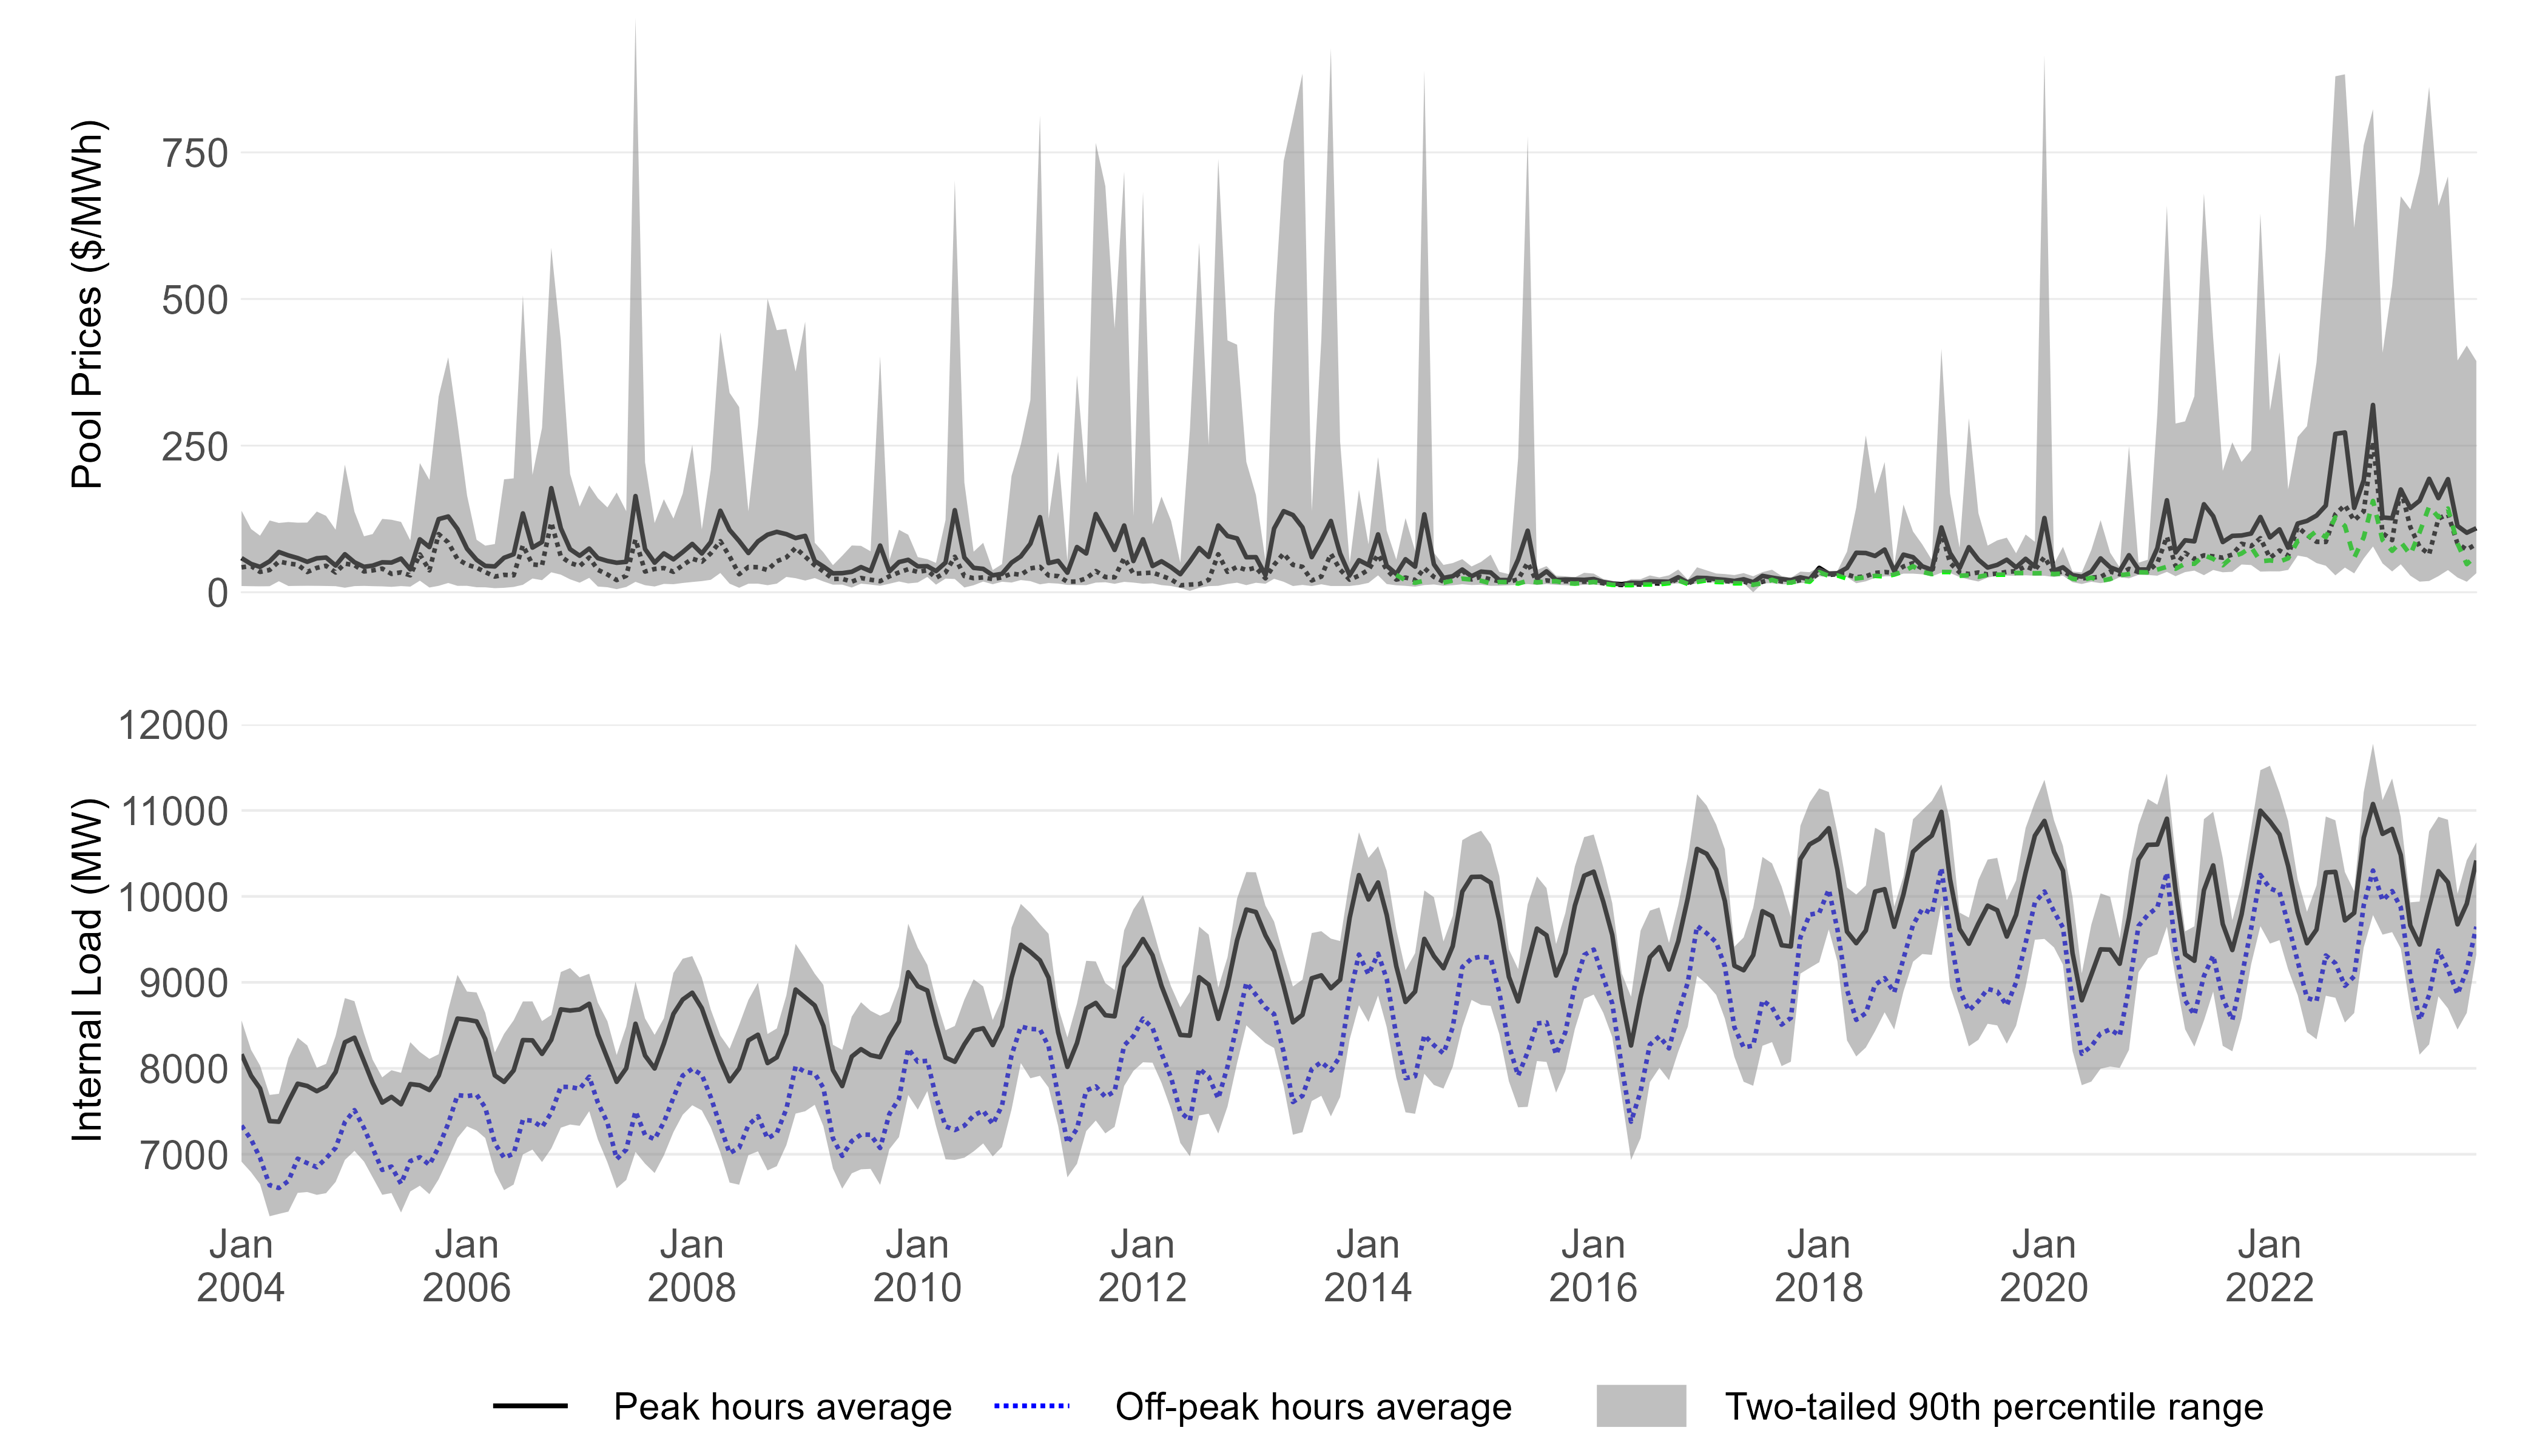 Pool Prices ($/MWh)
750
500
250
0
Internal Load (MW)
12000
11000
10000
9000
8000
7000
Jan Jan Jan Jan Jan Jan Jan Jan Jan Jan
2004 2006 2008 2010 2012 2014 2016 2018 2020 2022
Peak hours average Off-peak hours average Two-tailed 90th percentile range